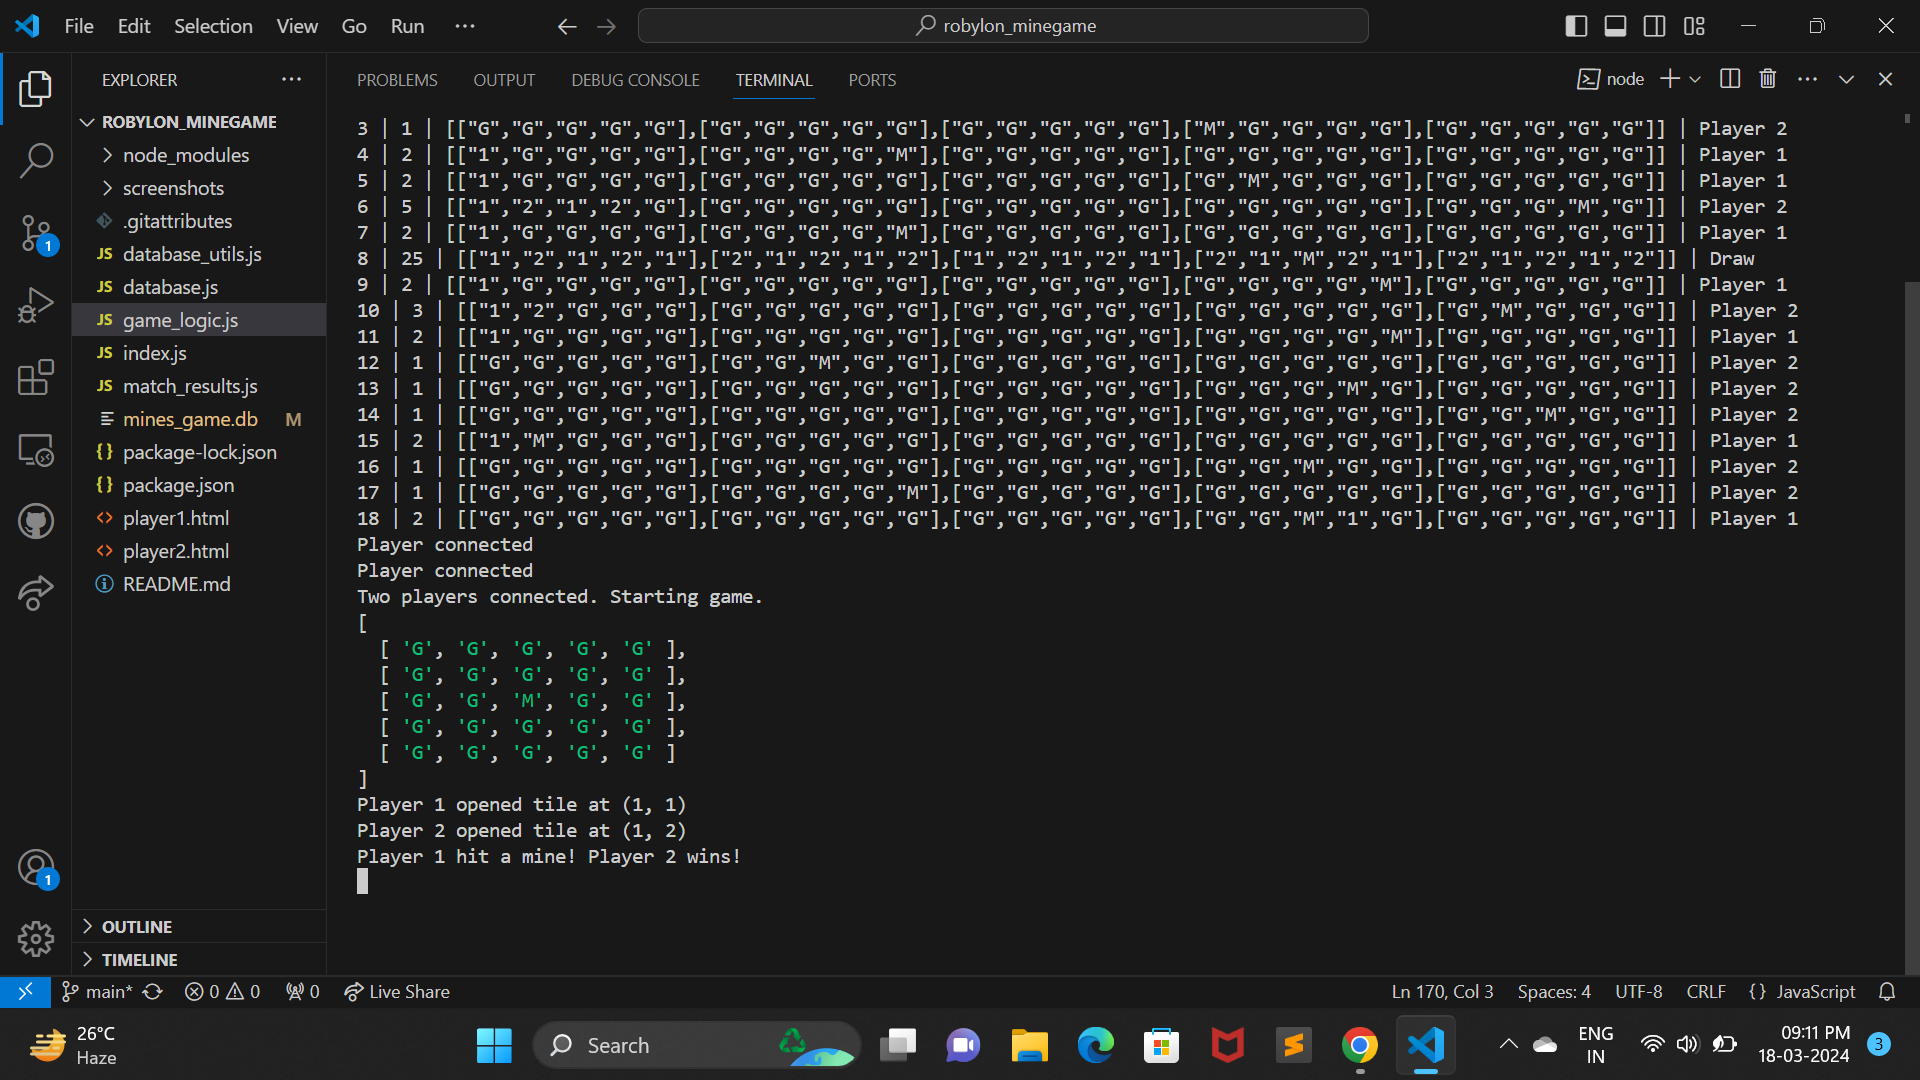 File Edit Selection View Go Run ··· robylon_minegame
EXPLORER ···
ROBYLON_MINEGAME
node_modules
screenshots
.gitattributes
JS database_utils.js
JS database.js
JS game_logic.js
JS index.js
JS match_results.js
mines_game.db M
{} package-lock.json
{} package.json
<> player1.html
<> player2.html
README.md
OUTLINE
TIMELINE
1
1
PROBLEMS OUTPUT DEBUG CONSOLE TERMINAL PORTS node
3 | 1 | [["G","G","G","G","G"],["G","G","G","G","G"],["G","G","G","G","G"],["M","G","G","G","G"],["G","G","G","G","G"]] | Player 2
4 | 2 | [["1","G","G","G","G"],["G","G","G","G","M"],["G","G","G","G","G"],["G","G","G","G","G"],["G","G","G","G","G"]] | Player 1
5 | 2 | [["1","G","G","G","G"],["G","G","G","G","G"],["G","G","G","G","G"],["G","M","G","G","G"],["G","G","G","G","G"]] | Player 1
6 | 5 | [["1","2","1","2","G"],["G","G","G","G","G"],["G","G","G","G","G"],["G","G","G","G","G"],["G","G","G","M","G"]] | Player 2
7 | 2 | [["1","G","G","G","G"],["G","G","G","G","M"],["G","G","G","G","G"],["G","G","G","G","G"],["G","G","G","G","G"]] | Player 1
8 | 25 | [["1","2","1","2","1"],["2","1","2","1","2"],["1","2","1","2","1"],["2","1","M","2","1"],["2","1","2","1","2"]] | Draw
9 | 2 | [["1","G","G","G","G"],["G","G","G","G","G"],["G","G","G","G","G"],["G","G","G","G","M"],["G","G","G","G","G"]] | Player 1
10 | 3 | [["1","2","G","G","G"],["G","G","G","G","G"],["G","G","G","G","G"],["G","G","G","G","G"],["G","M","G","G","G"]] | Player 2
11 | 2 | [["1","G","G","G","G"],["G","G","G","G","G"],["G","G","G","G","G"],["G","G","G","G","M"],["G","G","G","G","G"]] | Player 1
12 | 1 | [["G","G","G","G","G"],["G","G","M","G","G"],["G","G","G","G","G"],["G","G","G","G","G"],["G","G","G","G","G"]] | Player 2
13 | 1 | [["G","G","G","G","G"],["G","G","G","G","G"],["G","G","G","G","G"],["G","G","G","M","G"],["G","G","G","G","G"]] | Player 2
14 | 1 | [["G","G","G","G","G"],["G","G","G","G","G"],["G","G","G","G","G"],["G","G","G","G","G"],["G","G","M","G","G"]] | Player 2
15 | 2 | [["1","M","G","G","G"],["G","G","G","G","G"],["G","G","G","G","G"],["G","G","G","G","G"],["G","G","G","G","G"]] | Player 1
16 | 1 | [["G","G","G","G","G"],["G","G","G","G","G"],["G","G","G","G","G"],["G","G","M","G","G"],["G","G","G","G","G"]] | Player 2
17 | 1 | [["G","G","G","G","G"],["G","G","G","G","M"],["G","G","G","G","G"],["G","G","G","G","G"],["G","G","G","G","G"]] | Player 2
18 | 2 | [["G","G","G","G","G"],["G","G","G","G","G"],["G","G","G","G","G"],["G","G","M","1","G"],["G","G","G","G","G"]] | Player 1
Player connected
Player connected
Two players connected. Starting game.
[
[ 'G', 'G', 'G', 'G', 'G' ],
[ 'G', 'G', 'G', 'G', 'G' ],
[ 'G', 'G', 'M', 'G', 'G' ],
[ 'G', 'G', 'G', 'G', 'G' ],
[ 'G', 'G', 'G', 'G', 'G' ]
]
Player 1 opened tile at (1, 1)
Player 2 opened tile at (1, 2)
Player 1 hit a mine! Player 2 wins!
main* 0 0 0 Live Share Ln 170, Col 3 Spaces: 4 UTF-8 CRLF {} JavaScript
26°C
Haze
Search
ENG
IN
09:11 PM
18-03-2024
3